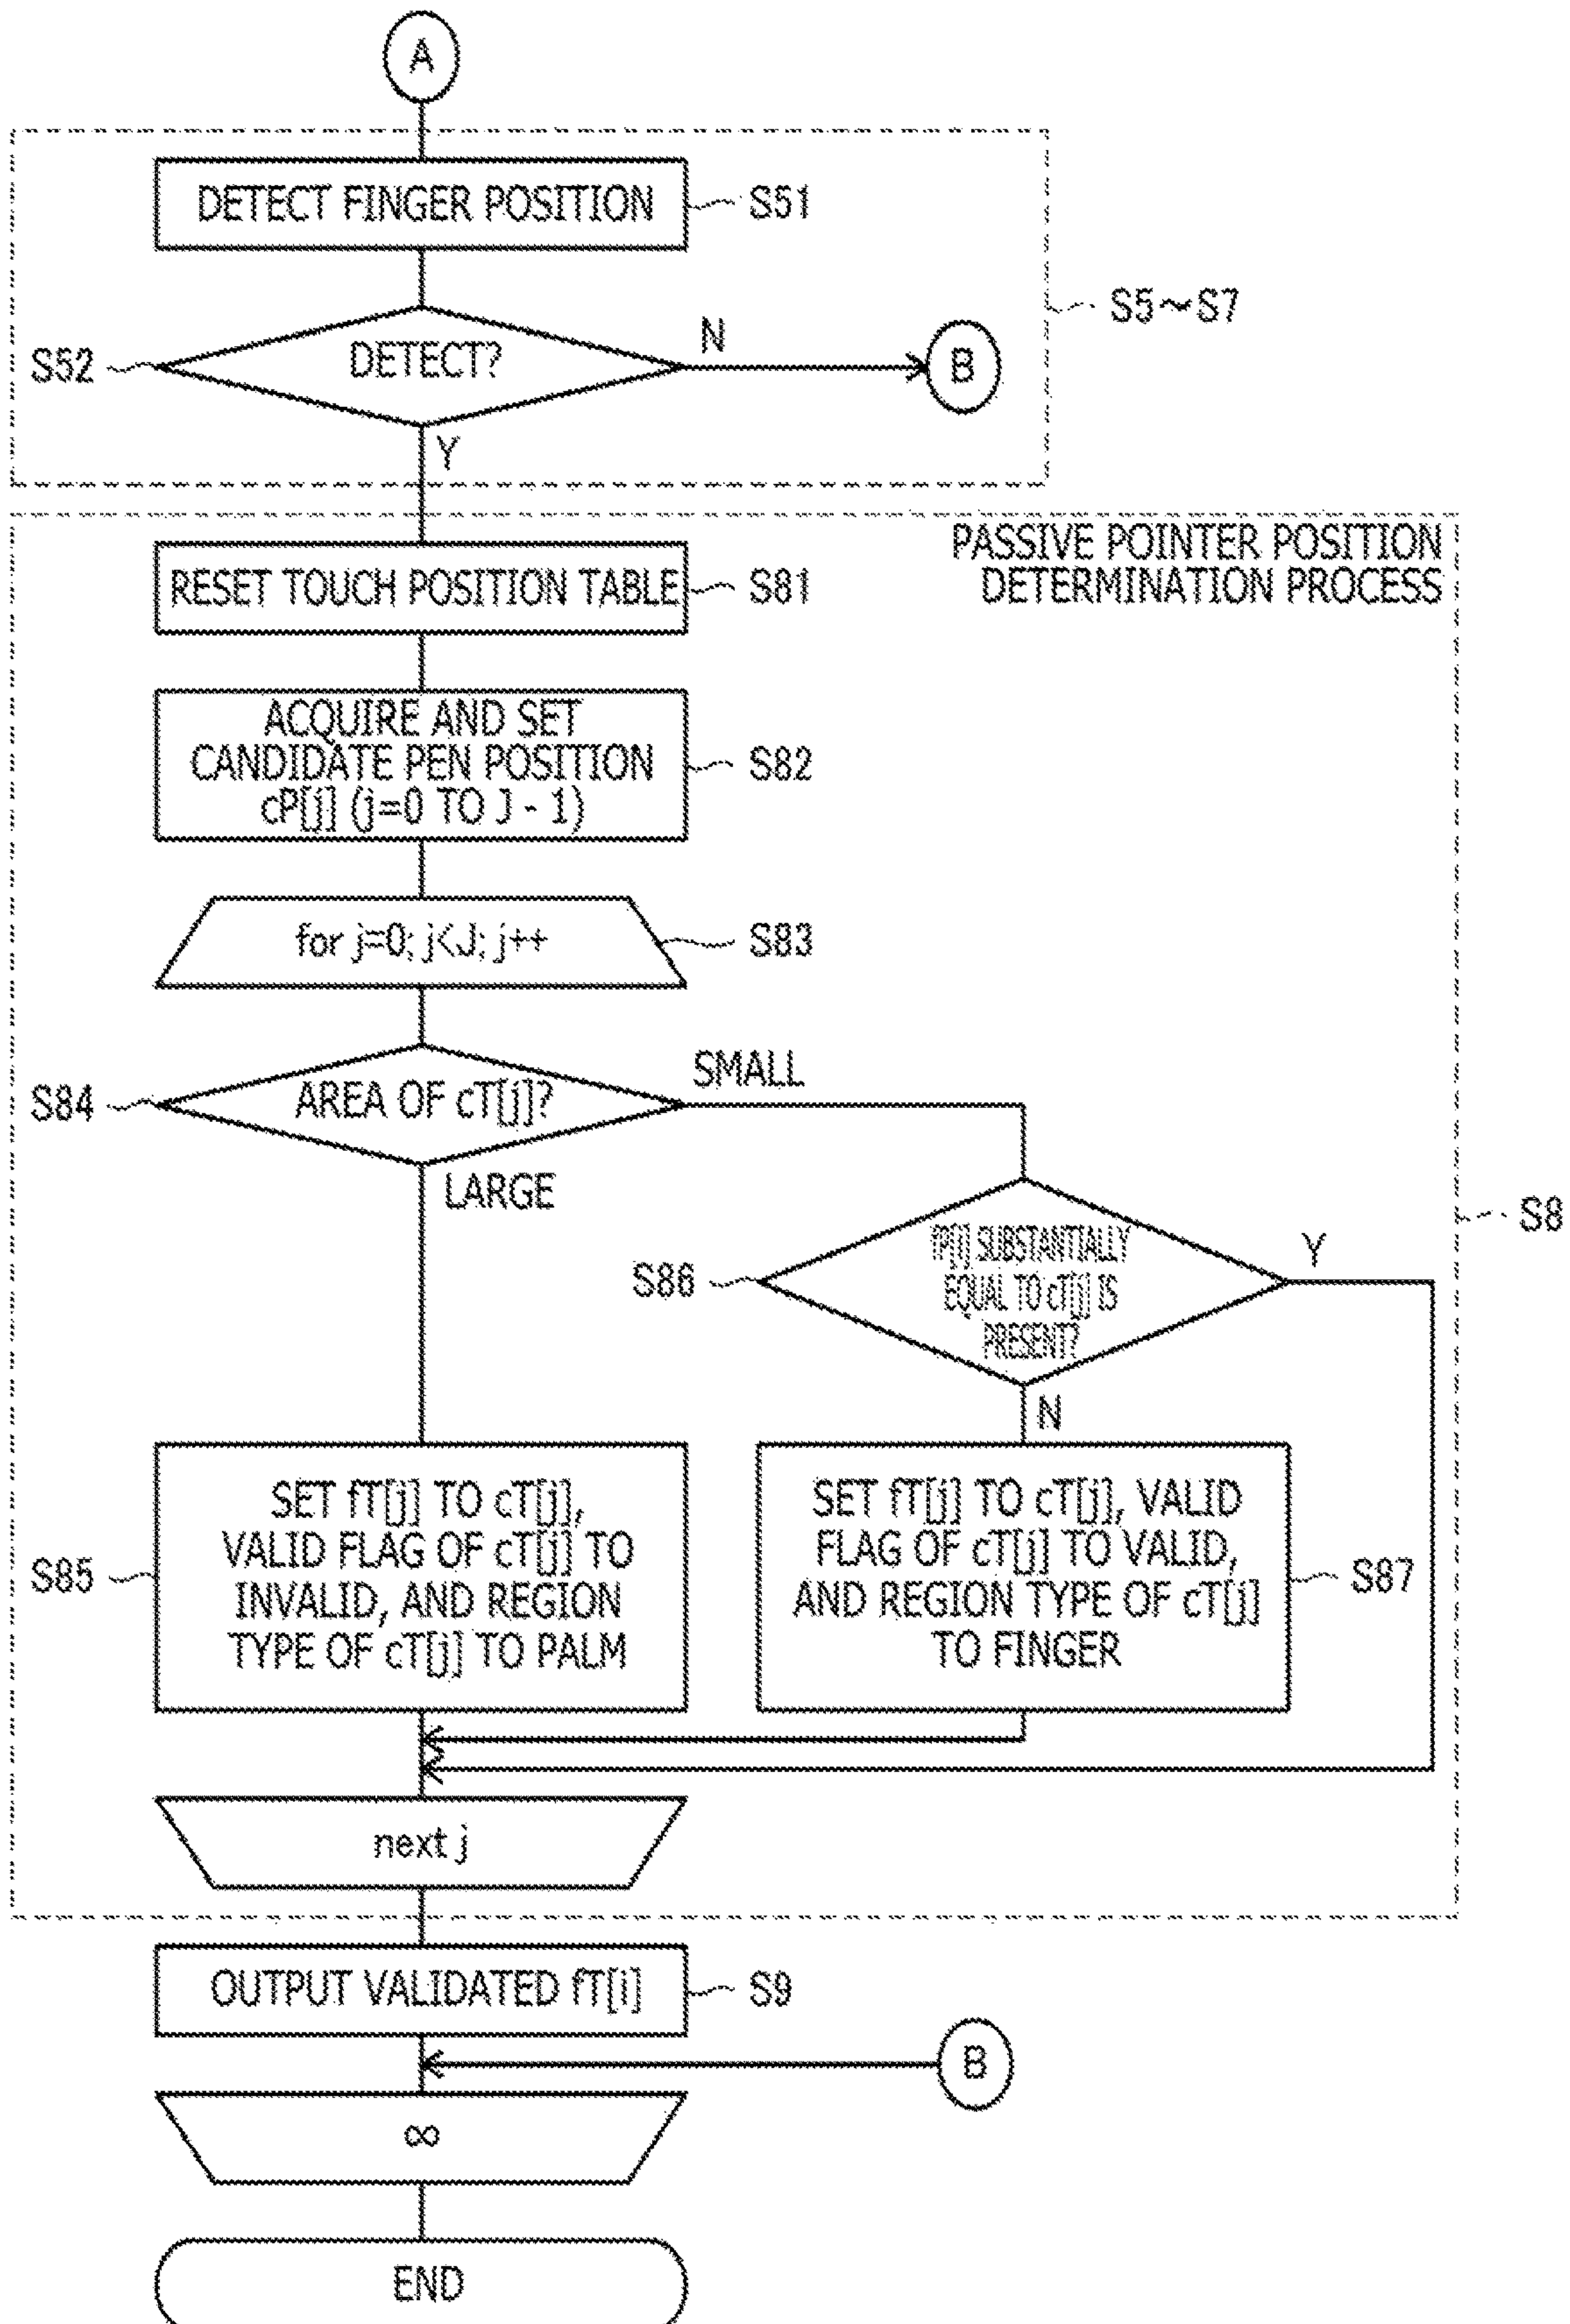 A
DETECT FINGER POSITION
S51
S5~S7
S52
DETECT?
N
B
Y
PASSIVE POINTER POSITION
DETERMINATION PROCESS
RESET TOUCH POSITION TABLE
S81
ACQUIRE AND SET
CANDIDATE PEN POSITION
cP[j] (j=0 TO J - 1)
S82
for j=0; j<J; j++
S83
S84
AREA OF cT[j]?
SMALL
LARGE
S8
S86
fP[i] SUBSTANTIALLY
EQUAL TO cT[j] IS
PRESENT?
Y
N
S85
SET fT[j] TO cT[j],
VALID FLAG OF cT[j] TO
INVALID, AND REGION
TYPE OF cT[j] TO PALM
SET fT[j] TO cT[j], VALID
FLAG OF cT[j] TO VALID,
AND REGION TYPE OF cT[j]
TO FINGER
S87
next j
OUTPUT VALIDATED fT[i]
S9
B
∞
END